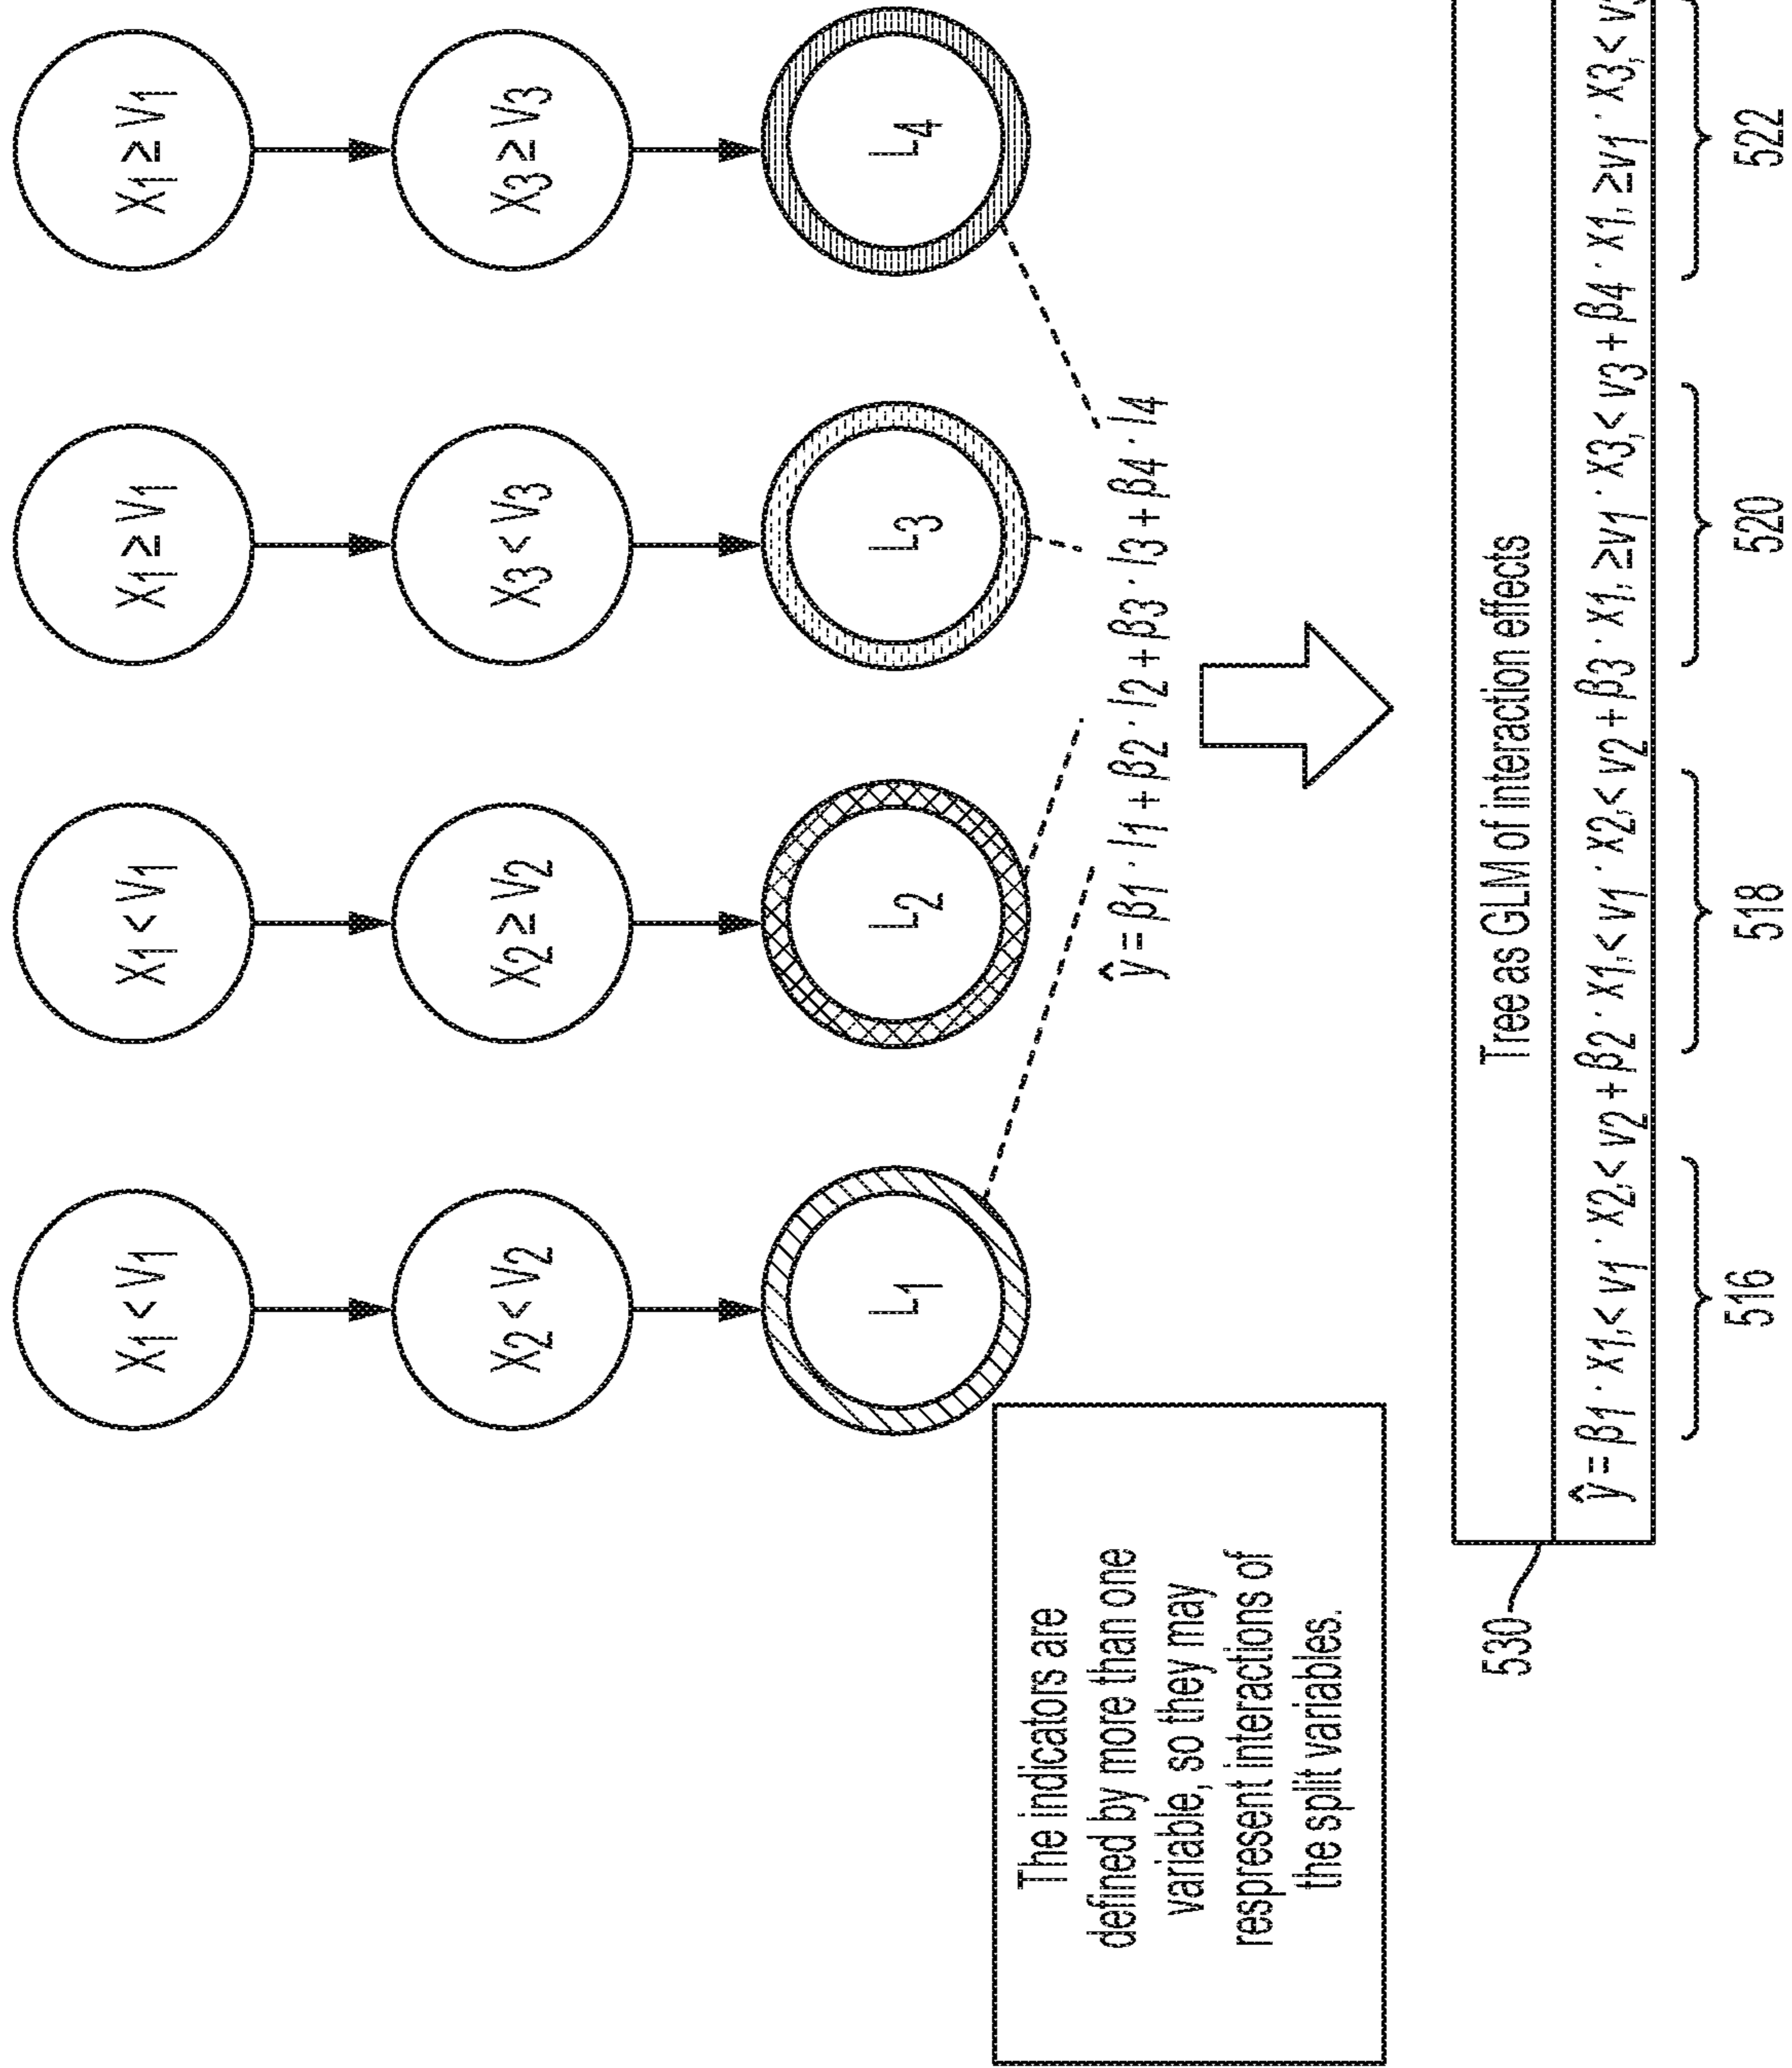 X1 < V1
X1 < V1
X1 ≥ V1
X1 ≥ V1
X2 < V2
X2 ≥ V2
X3 < V3
X3 ≥ V3
L1
L2
L3
L4
ŷ = β1 · I1 + β2 · I2 + β3 · I3 + β4 · I4
The indicators are
defined by more than one
variable, so they may
respresent interactions of
the split variables.
530
Tree as GLM of interaction effects
ŷ = β1 · X1,< v1 · X2,< v2 + β2 · X1,< v1 · X2,< v2 + β3 · X1, ≥v1 · X3,< v3 + β4 · X1, ≥v1 · X3,< v
516
518
520
522